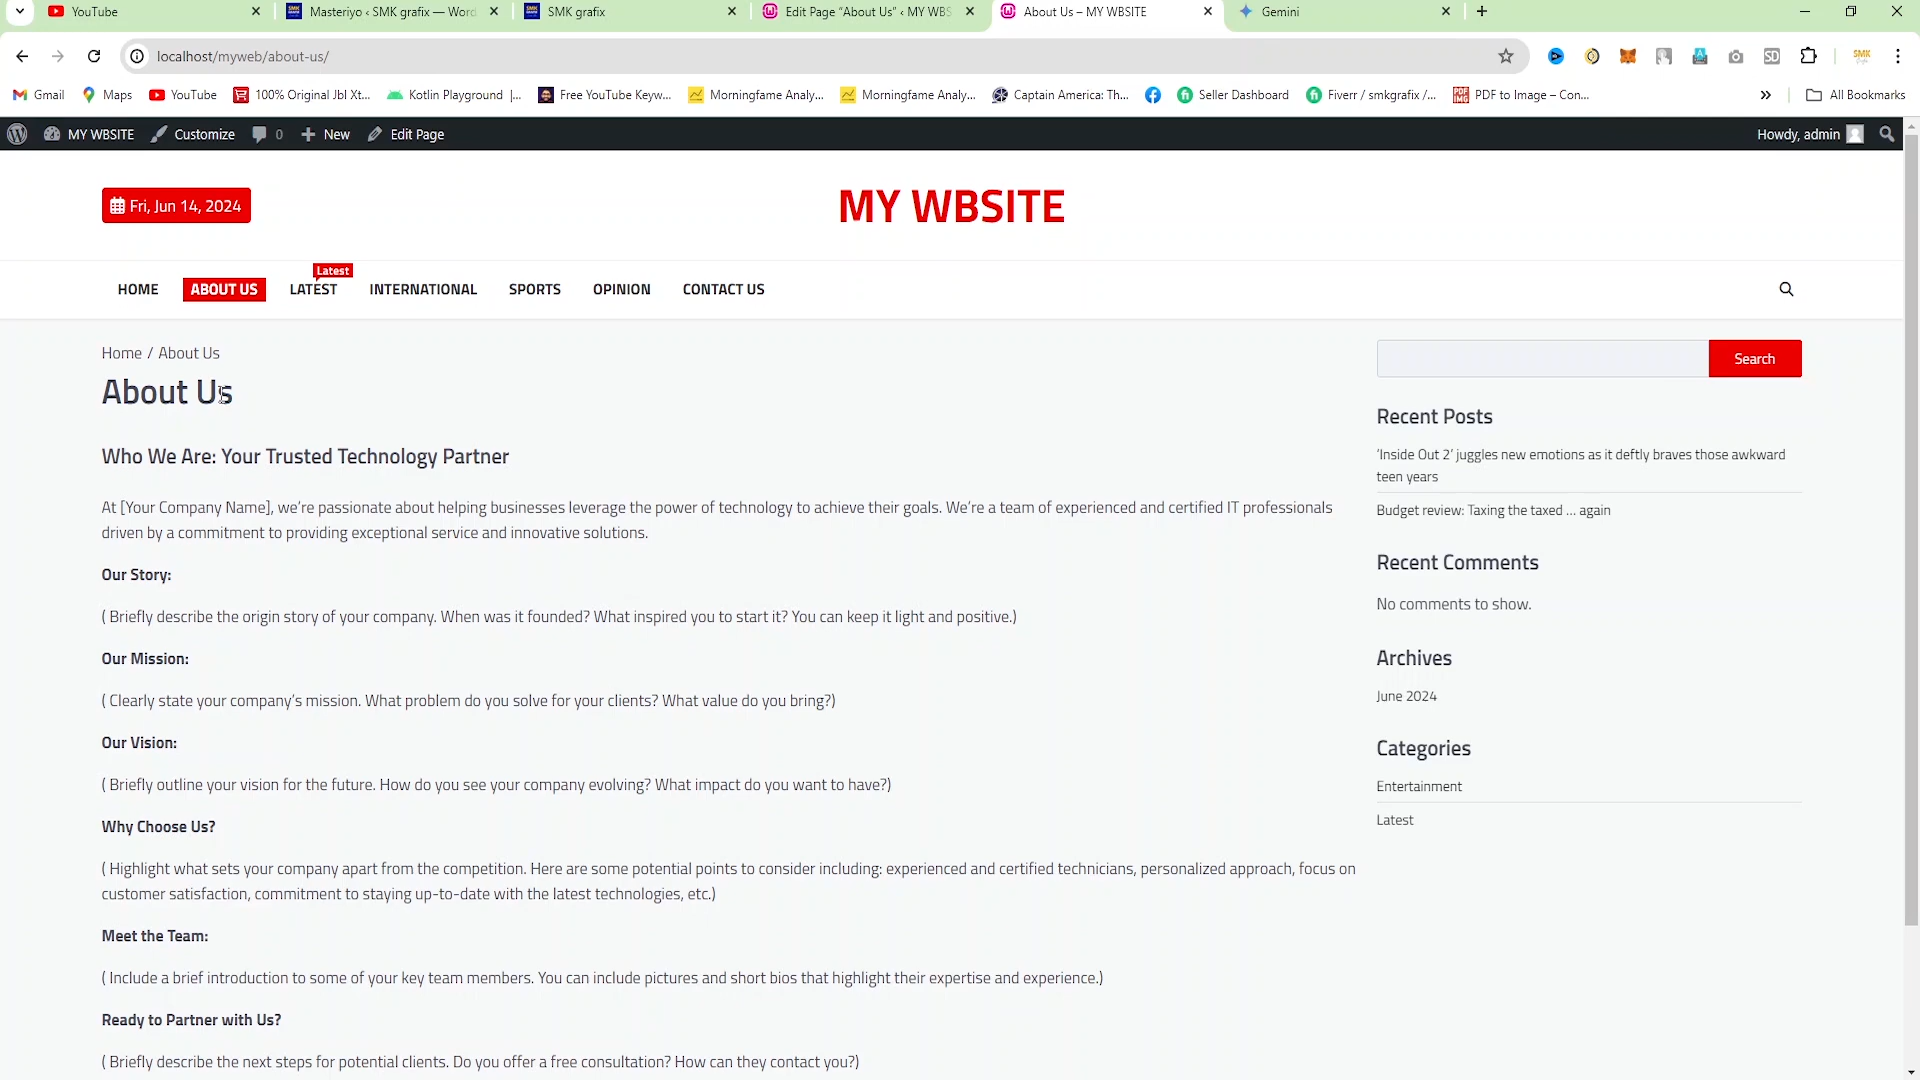 YouTube
Masteriyo ‹ SMK grafix — Word
SMK grafix
Edit Page “About Us” ‹ MY WBS
About Us – MY WBSITE
Gemini
localhost/myweb/about-us/
Gmail
Maps
YouTube
100% Original Jbl Xt...
Kotlin Playground |...
Free YouTube Keyw...
Morningfame Analy...
Morningfame Analy...
Captain America: Th...
Seller Dashboard
Fiverr / smkgrafix /...
PDF to Image – Con...
All Bookmarks
MY WBSITE
Customize
0
New
Edit Page
Howdy, admin
Fri, Jun 14, 2024
MY WBSITE
HOME
ABOUT US
Latest
LATEST
INTERNATIONAL
SPORTS
OPINION
CONTACT US
Home / About Us
About Us
Who We Are: Your Trusted Technology Partner
At [Your Company Name], we’re passionate about helping businesses leverage the power of technology to achieve their goals. We’re a team of experienced and certified IT professionals
driven by a commitment to providing exceptional service and innovative solutions.
Our Story:
( Briefly describe the origin story of your company. When was it founded? What inspired you to start it? You can keep it light and positive.)
Our Mission:
( Clearly state your company’s mission. What problem do you solve for your clients? What value do you bring?)
Our Vision:
( Briefly outline your vision for the future. How do you see your company evolving? What impact do you want to have?)
Why Choose Us?
( Highlight what sets your company apart from the competition. Here are some potential points to consider including: experienced and certified technicians, personalized approach, focus on
customer satisfaction, commitment to staying up-to-date with the latest technologies, etc.)
Meet the Team:
( Include a brief introduction to some of your key team members. You can include pictures and short bios that highlight their expertise and experience.)
Ready to Partner with Us?
( Briefly describe the next steps for potential clients. Do you offer a free consultation? How can they contact you?)
Search
Recent Posts
‘Inside Out 2’ juggles new emotions as it deftly braves those awkward
teen years
Budget review: Taxing the taxed … again
Recent Comments
No comments to show.
Archives
June 2024
Categories
Entertainment
Latest